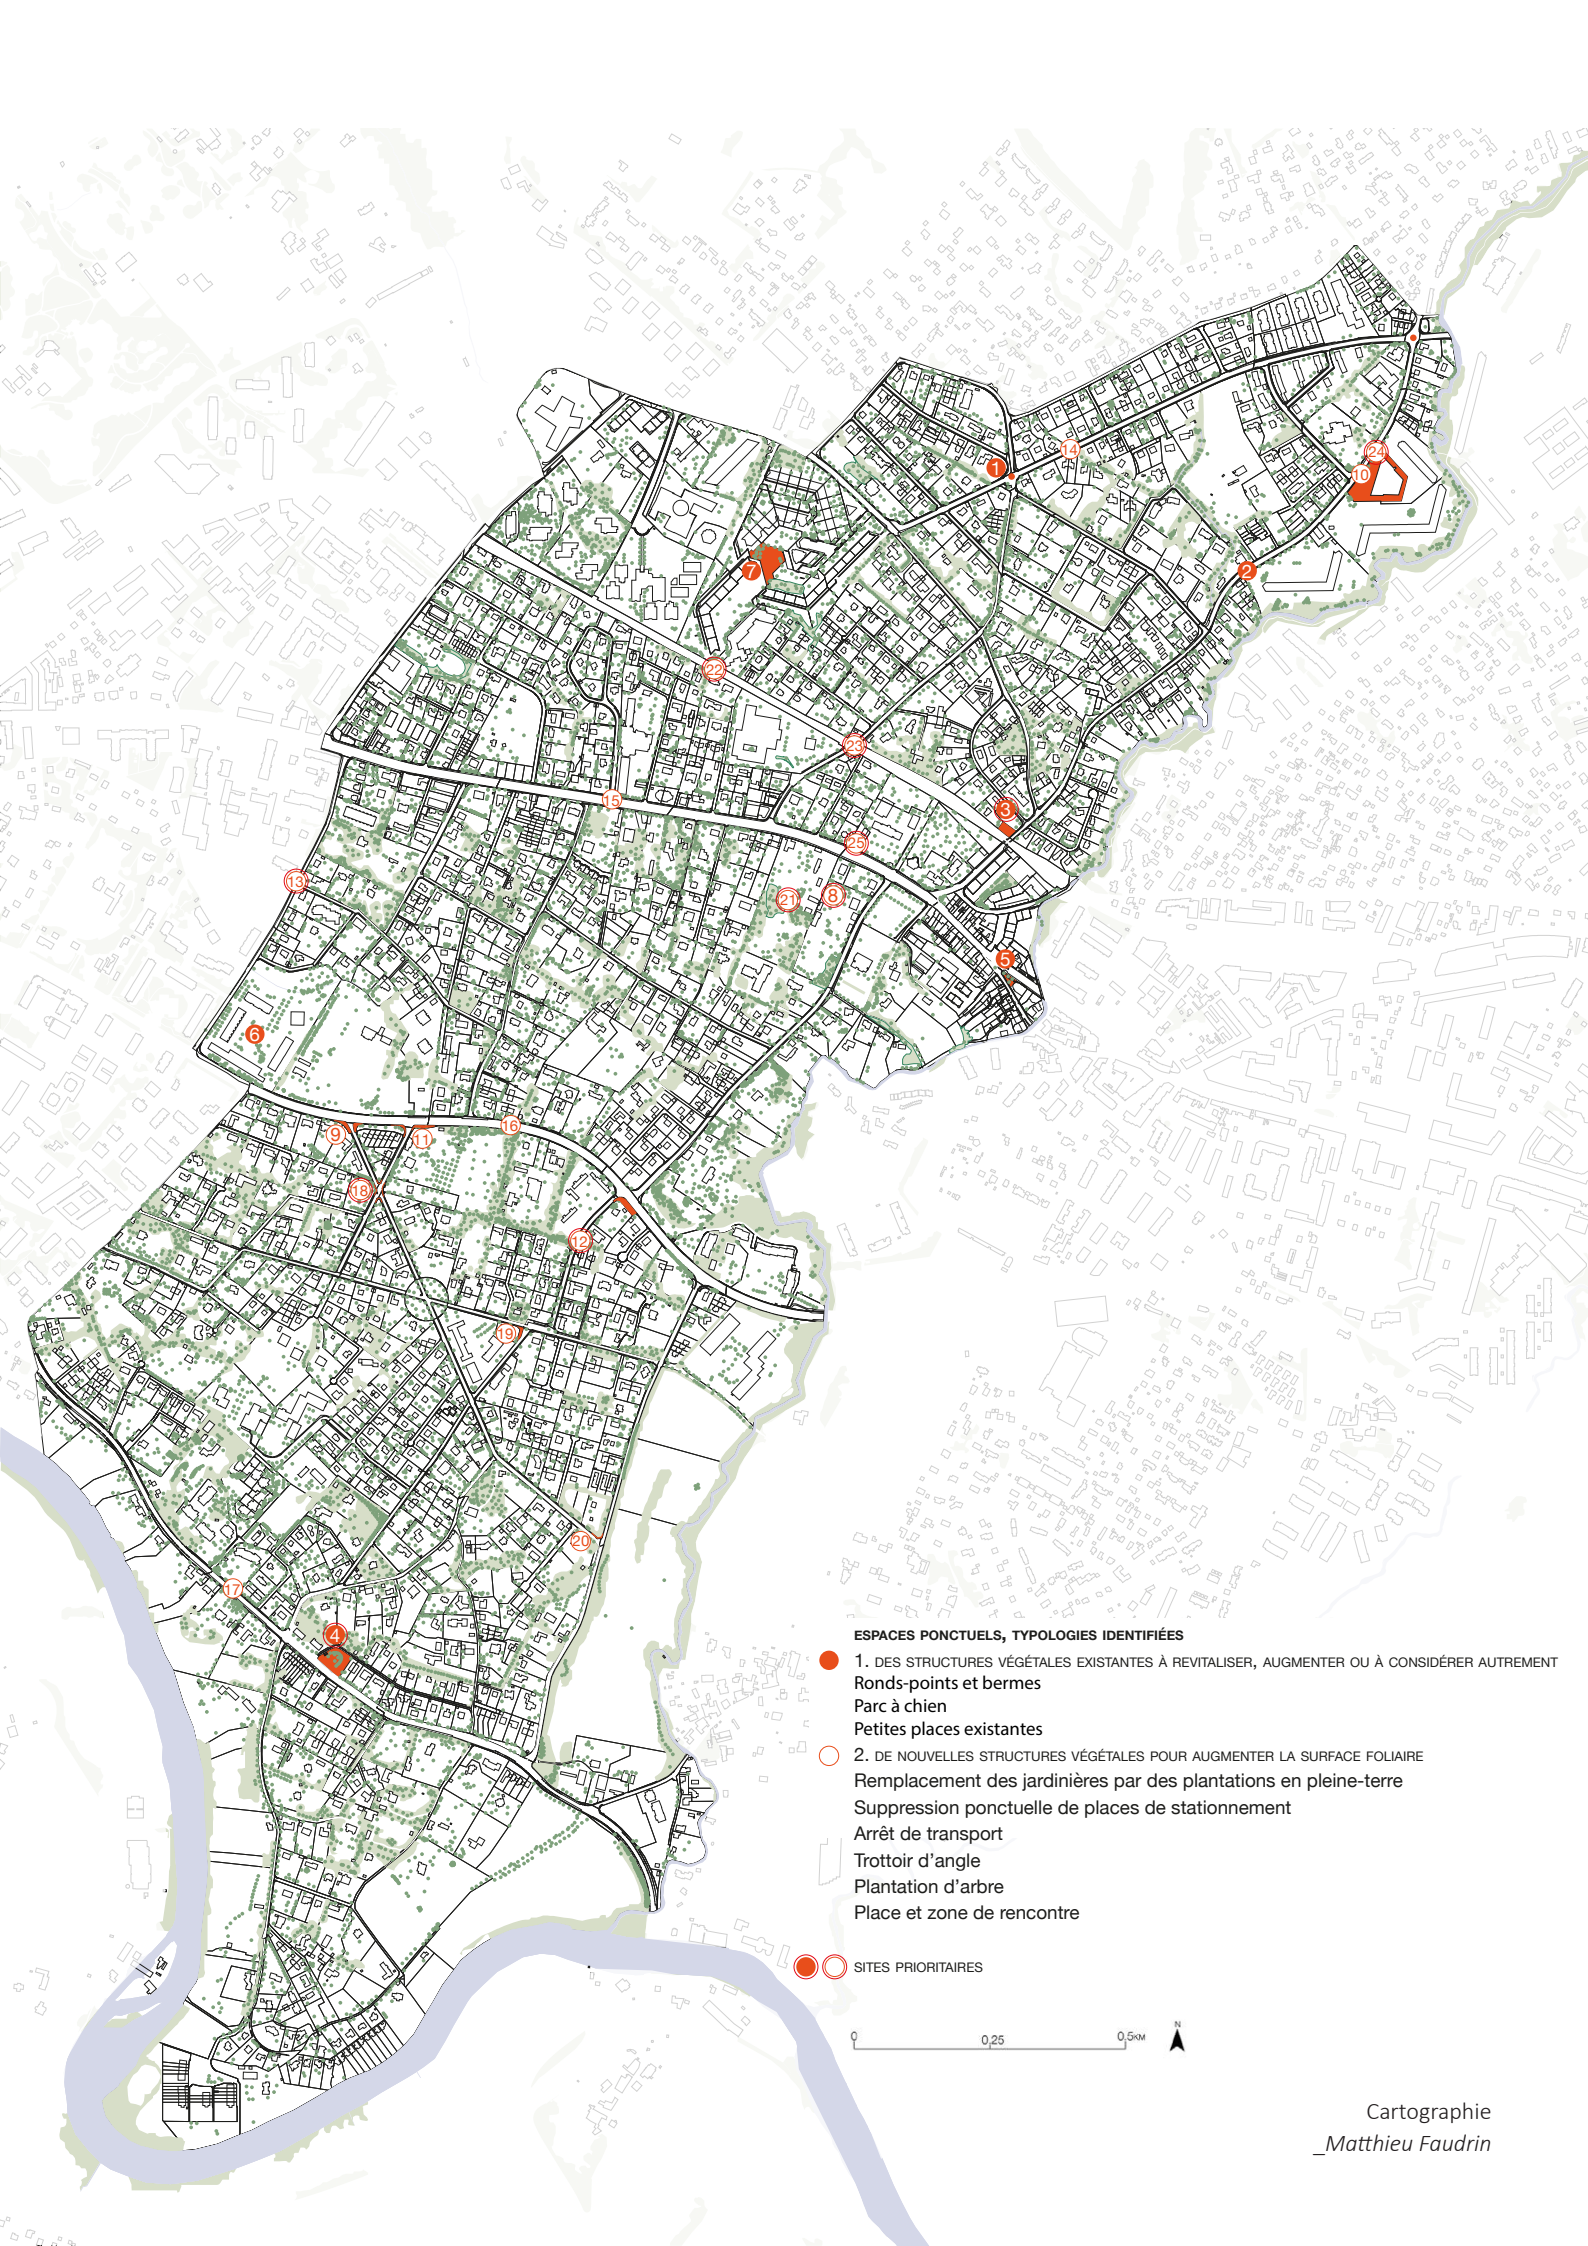 14
1
24
10
7
2
22
23
15
3
25
13
21
8
5
6
9
11
16
18
12
19
20
17
4
ESPACES PONCTUELS, TYPOLOGIES IDENTIFIÉES
1. DES STRUCTURES VÉGÉTALES EXISTANTES À REVITALISER, AUGMENTER OU À CONSIDÉRER AUTREMENT
Ronds-points et bermes
Parc à chien
Petites places existantes
2. DE NOUVELLES STRUCTURES VÉGÉTALES POUR AUGMENTER LA SURFACE FOLIAIRE
Remplacement des jardinières par des plantations en pleine-terre
Suppression ponctuelle de places de stationnement
Arrêt de transport
Trottoir d'angle
Plantation d'arbre
Place et zone de rencontre
SITES PRIORITAIRES
0 0,25 0,5KM N
Cartographie
_Matthieu Faudrin